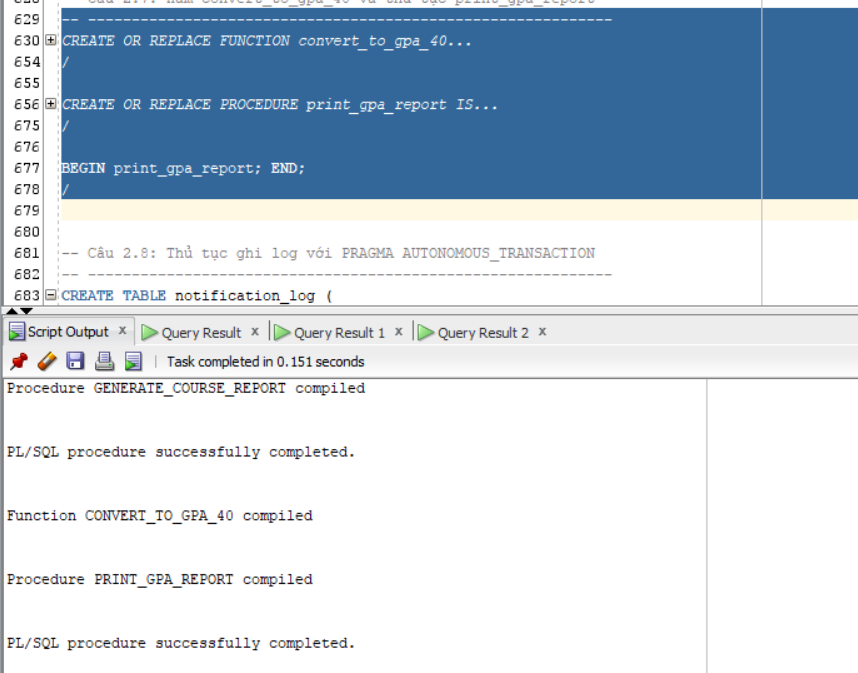 629 -- ------------------------------------------------------------
630 CREATE OR REPLACE FUNCTION convert_to_gpa_40...
654 /
655
656 CREATE OR REPLACE PROCEDURE print_gpa_report IS...
675 /
676
677 BEGIN print_gpa_report; END;
678 /
679
680
681 -- Câu 2.8: Thủ tục ghi log với PRAGMA AUTONOMOUS_TRANSACTION
682 -- ------------------------------------------------------------
683 CREATE TABLE notification_log (
Script Output x Query Result x Query Result 1 x Query Result 2 x
Task completed in 0.151 seconds
Procedure GENERATE_COURSE_REPORT compiled
PL/SQL procedure successfully completed.
Function CONVERT_TO_GPA_40 compiled
Procedure PRINT_GPA_REPORT compiled
PL/SQL procedure successfully completed.